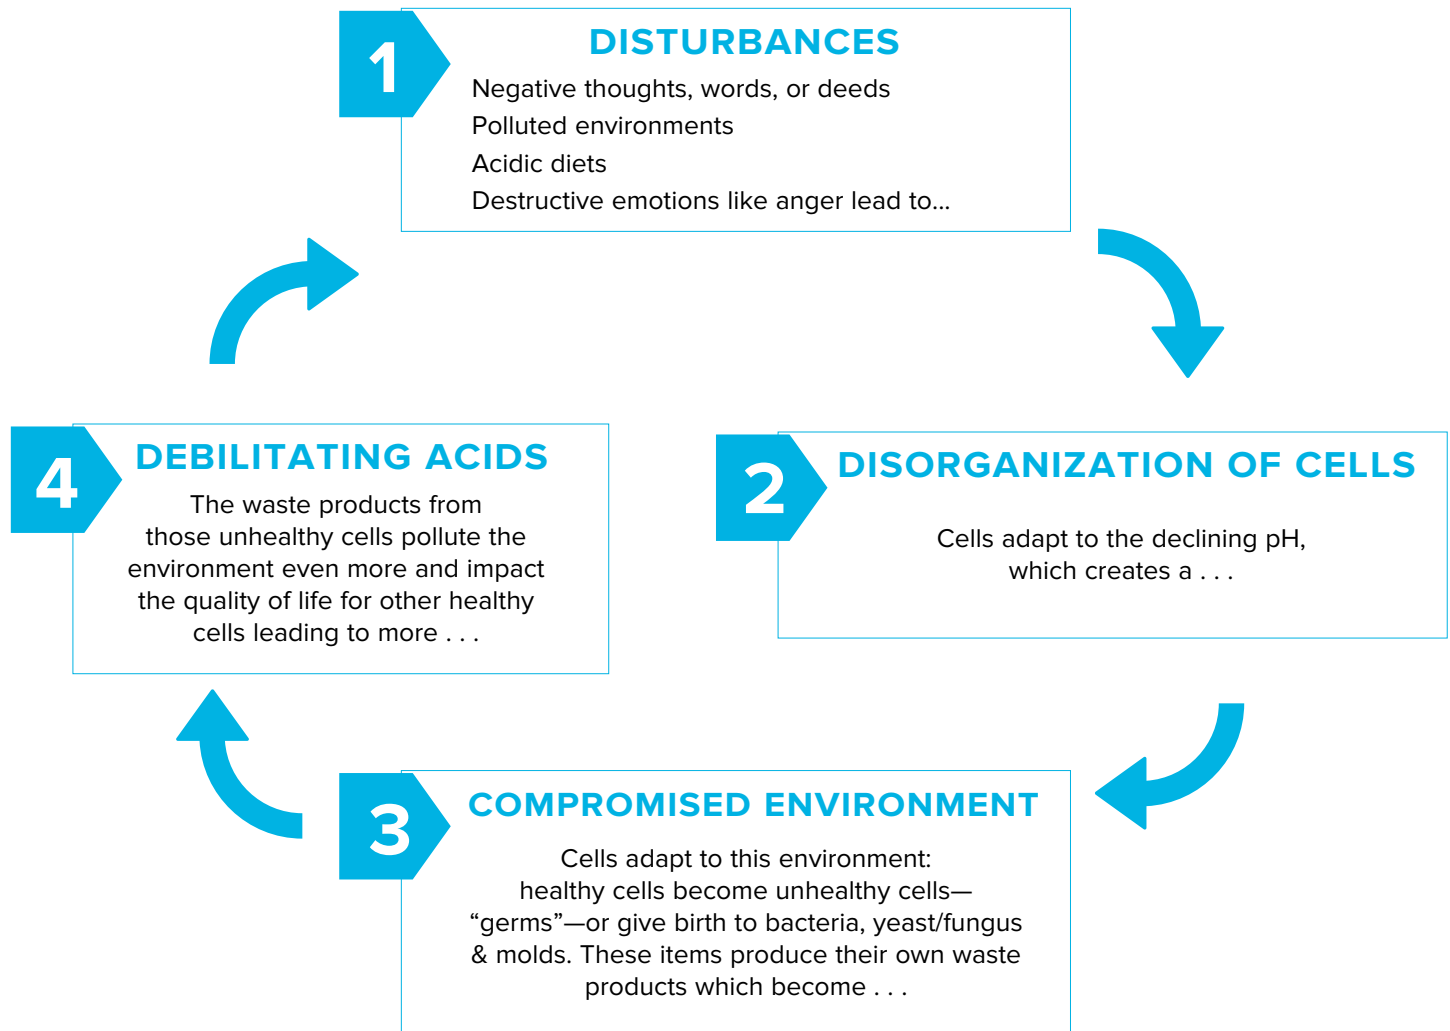 1
DISTURBANCES
Negative thoughts, words, or deeds
Polluted environments
Acidic diets
Destructive emotions like anger lead to...
2
DISORGANIZATION OF CELLS
Cells adapt to the declining pH,
which creates a . . .
3
COMPROMISED ENVIRONMENT
Cells adapt to this environment:
healthy cells become unhealthy cells—
“germs”—or give birth to bacteria, yeast/fungus
& molds. These items produce their own waste
products which become . . .
4
DEBILITATING ACIDS
The waste products from
those unhealthy cells pollute the
environment even more and impact
the quality of life for other healthy
cells leading to more . . .